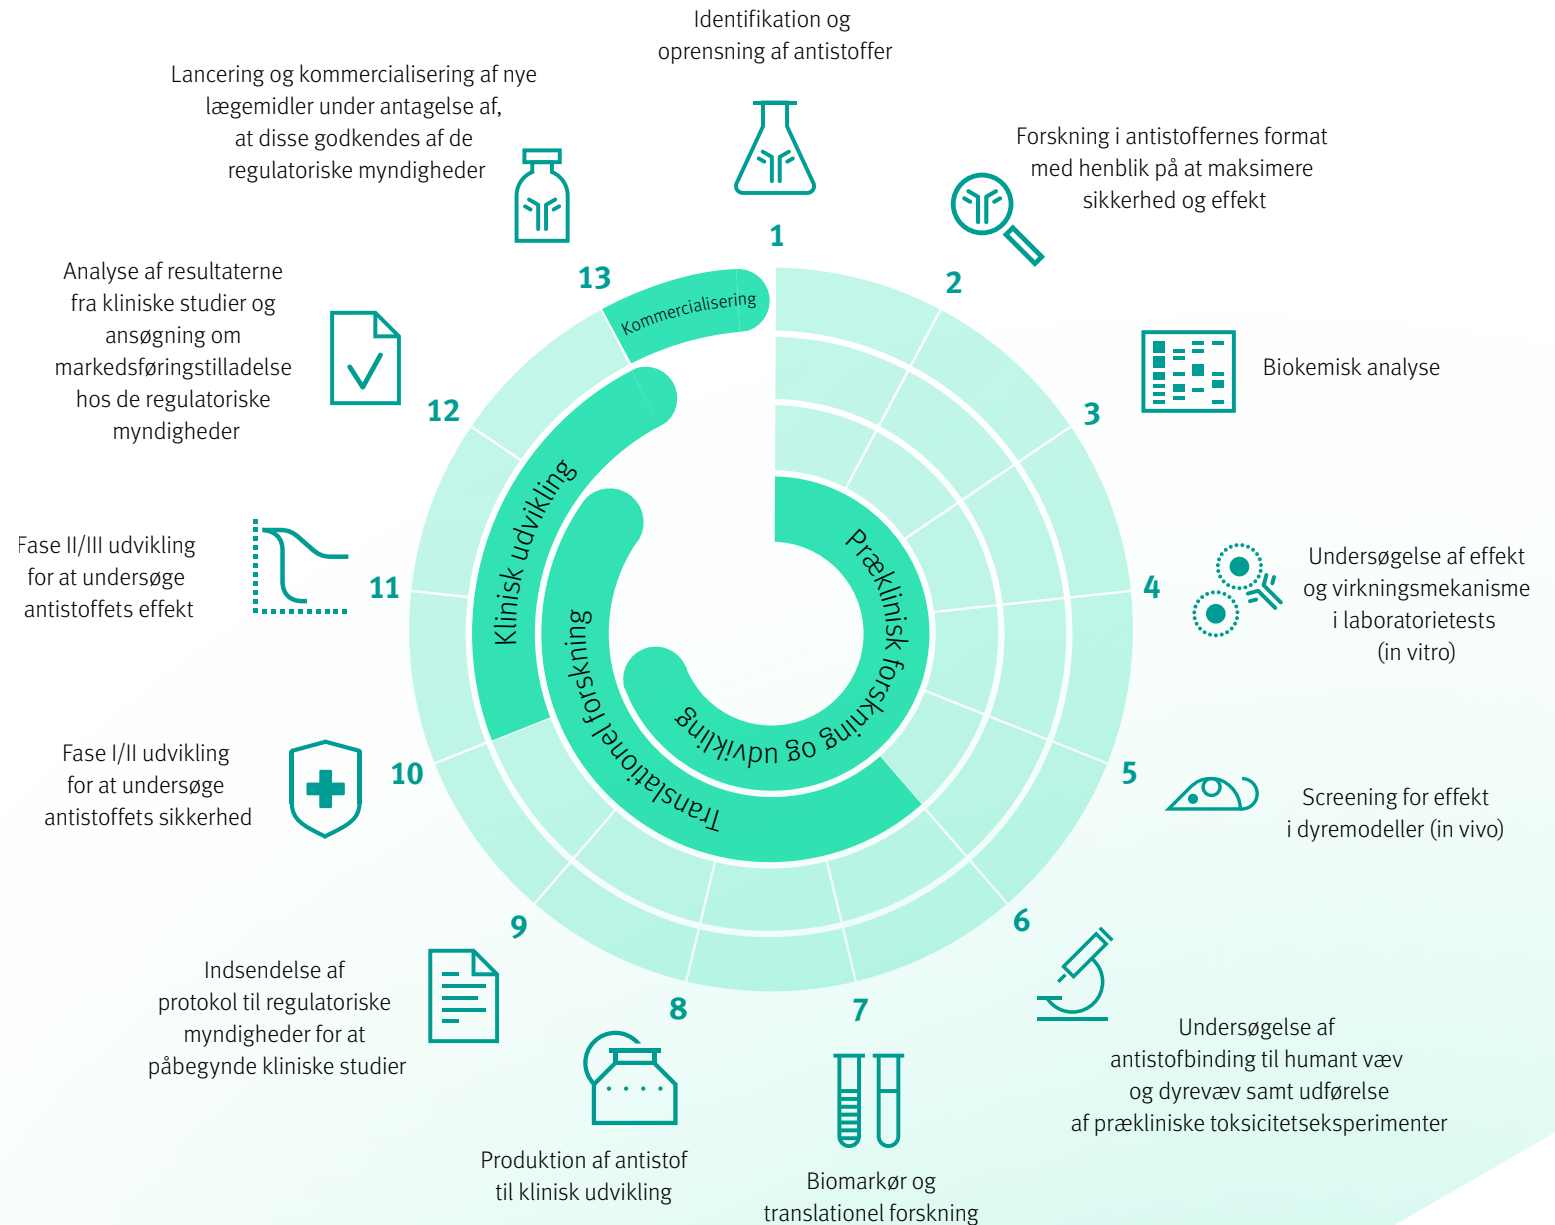 Identifikation og
oprensning af antistoffer
1
Forskning i antistoffernes format
med henblik på at maksimere
sikkerhed og effekt
2
Biokemisk analyse
3
Undersøgelse af effekt
og virkningsmekanisme
i laboratorietests
(in vitro)
4
Screening for effekt
i dyremodeller (in vivo)
5
Undersøgelse af
antistofbinding til humant væv
og dyrevæv samt udførelse
af prækliniske toksicitetseksperimenter
6
Biomarkør og
translationel forskning
7
Produktion af antistof
til klinisk udvikling
8
Indsendelse af
protokol til regulatoriske
myndigheder for at
påbegynde kliniske studier
9
Fase I/II udvikling
for at undersøge
antistoffets sikkerhed
10
Fase II/III udvikling
for at undersøge
antistoffets effekt
11
Analyse af resultaterne
fra kliniske studier og
ansøgning om
markedsføringstilladelse
hos de regulatoriske
myndigheder
12
Lancering og kommercialisering af nye
lægemidler under antagelse af,
at disse godkendes af de
regulatoriske myndigheder
13
Kommercialisering
Klinisk udvikling
Translationel forskning
Præklinisk forskning og udvikling